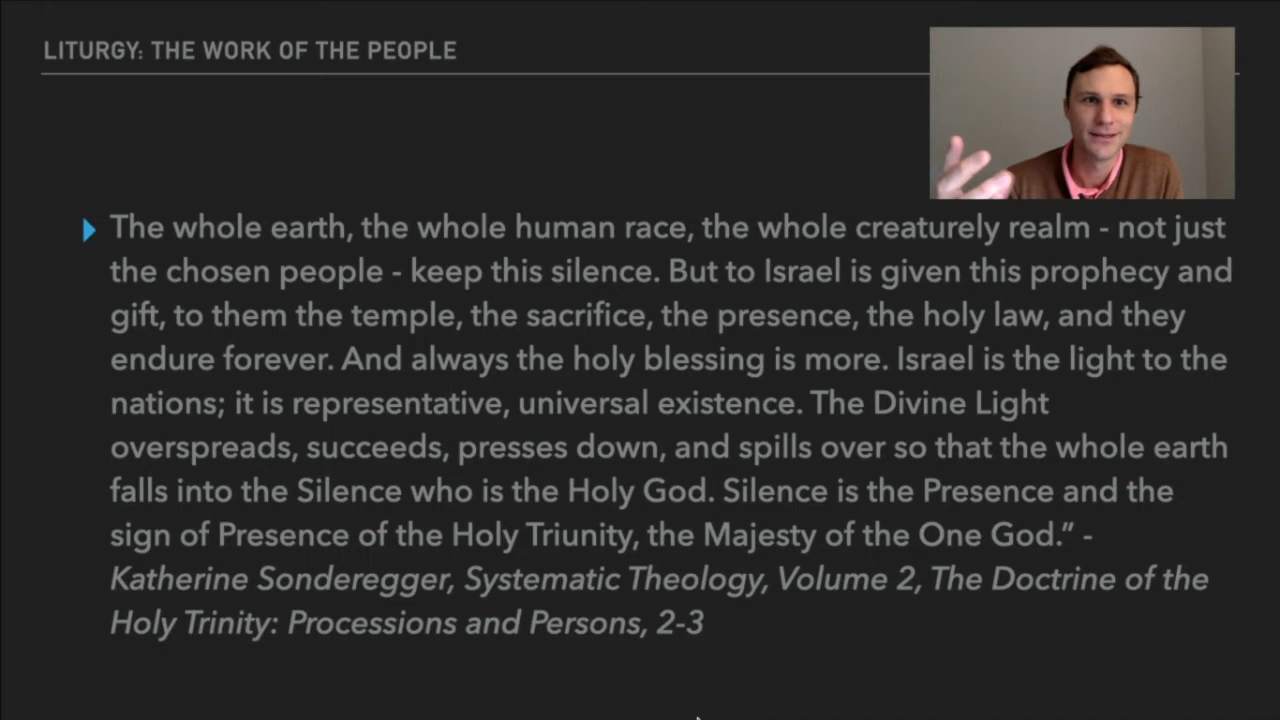 LITURGY: THE WORK OF THE PEOPLE
The whole earth, the whole human race, the whole creaturely realm - not just
the chosen people - keep this silence. But to Israel is given this prophecy and
gift, to them the temple, the sacrifice, the presence, the holy law, and they
endure forever. And always the holy blessing is more. Israel is the light to the
nations; it is representative, universal existence. The Divine Light
overspreads, succeeds, presses down, and spills over so that the whole earth
falls into the Silence who is the Holy God. Silence is the Presence and the
sign of Presence of the Holy Triunity, the Majesty of the One God.” -
Katherine Sonderegger, Systematic Theology, Volume 2, The Doctrine of the
Holy Trinity: Processions and Persons, 2-3